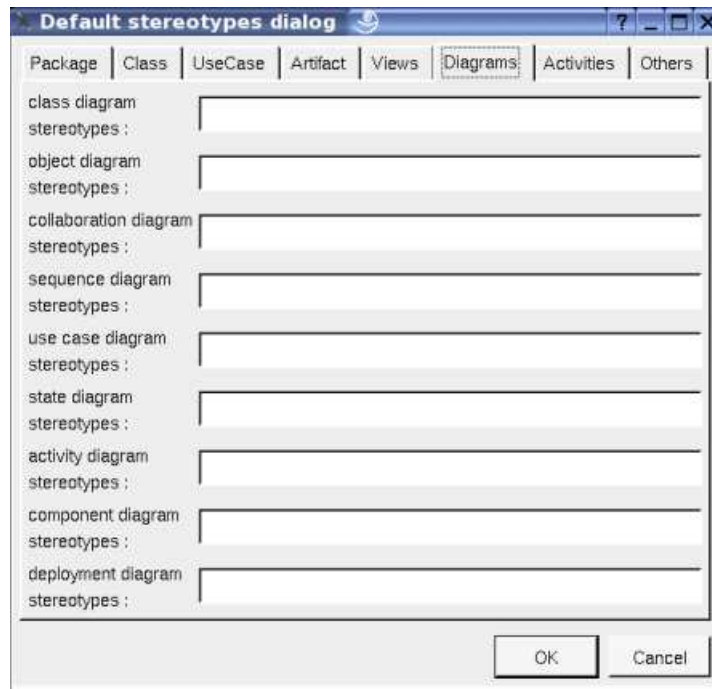 Default stereotypes dialog ? _ □ X
Package Class UseCase Artifact Views Diagrams Activities Others
class diagram
stereotypes :
object diagram
stereotypes :
collaboration diagram
stereotypes :
sequence diagram
stereotypes :
use case diagram
stereotypes :
state diagram
stereotypes :
activity diagram
stereotypes :
component diagram
stereotypes :
deployment diagram
stereotypes :
OK Cancel